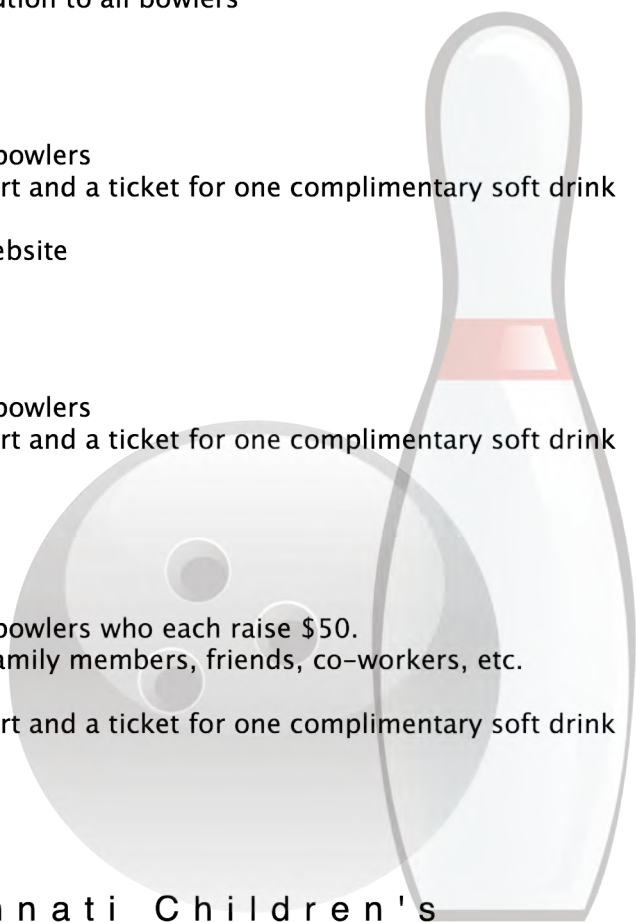 bution to all bowlers
bowlers
rt and a ticket for one complimentary soft drink
ebsite
bowlers
rt and a ticket for one complimentary soft drink
bowlers who each raise $50.
amily members, friends, co-workers, etc.
rt and a ticket for one complimentary soft drink
nnati Children's